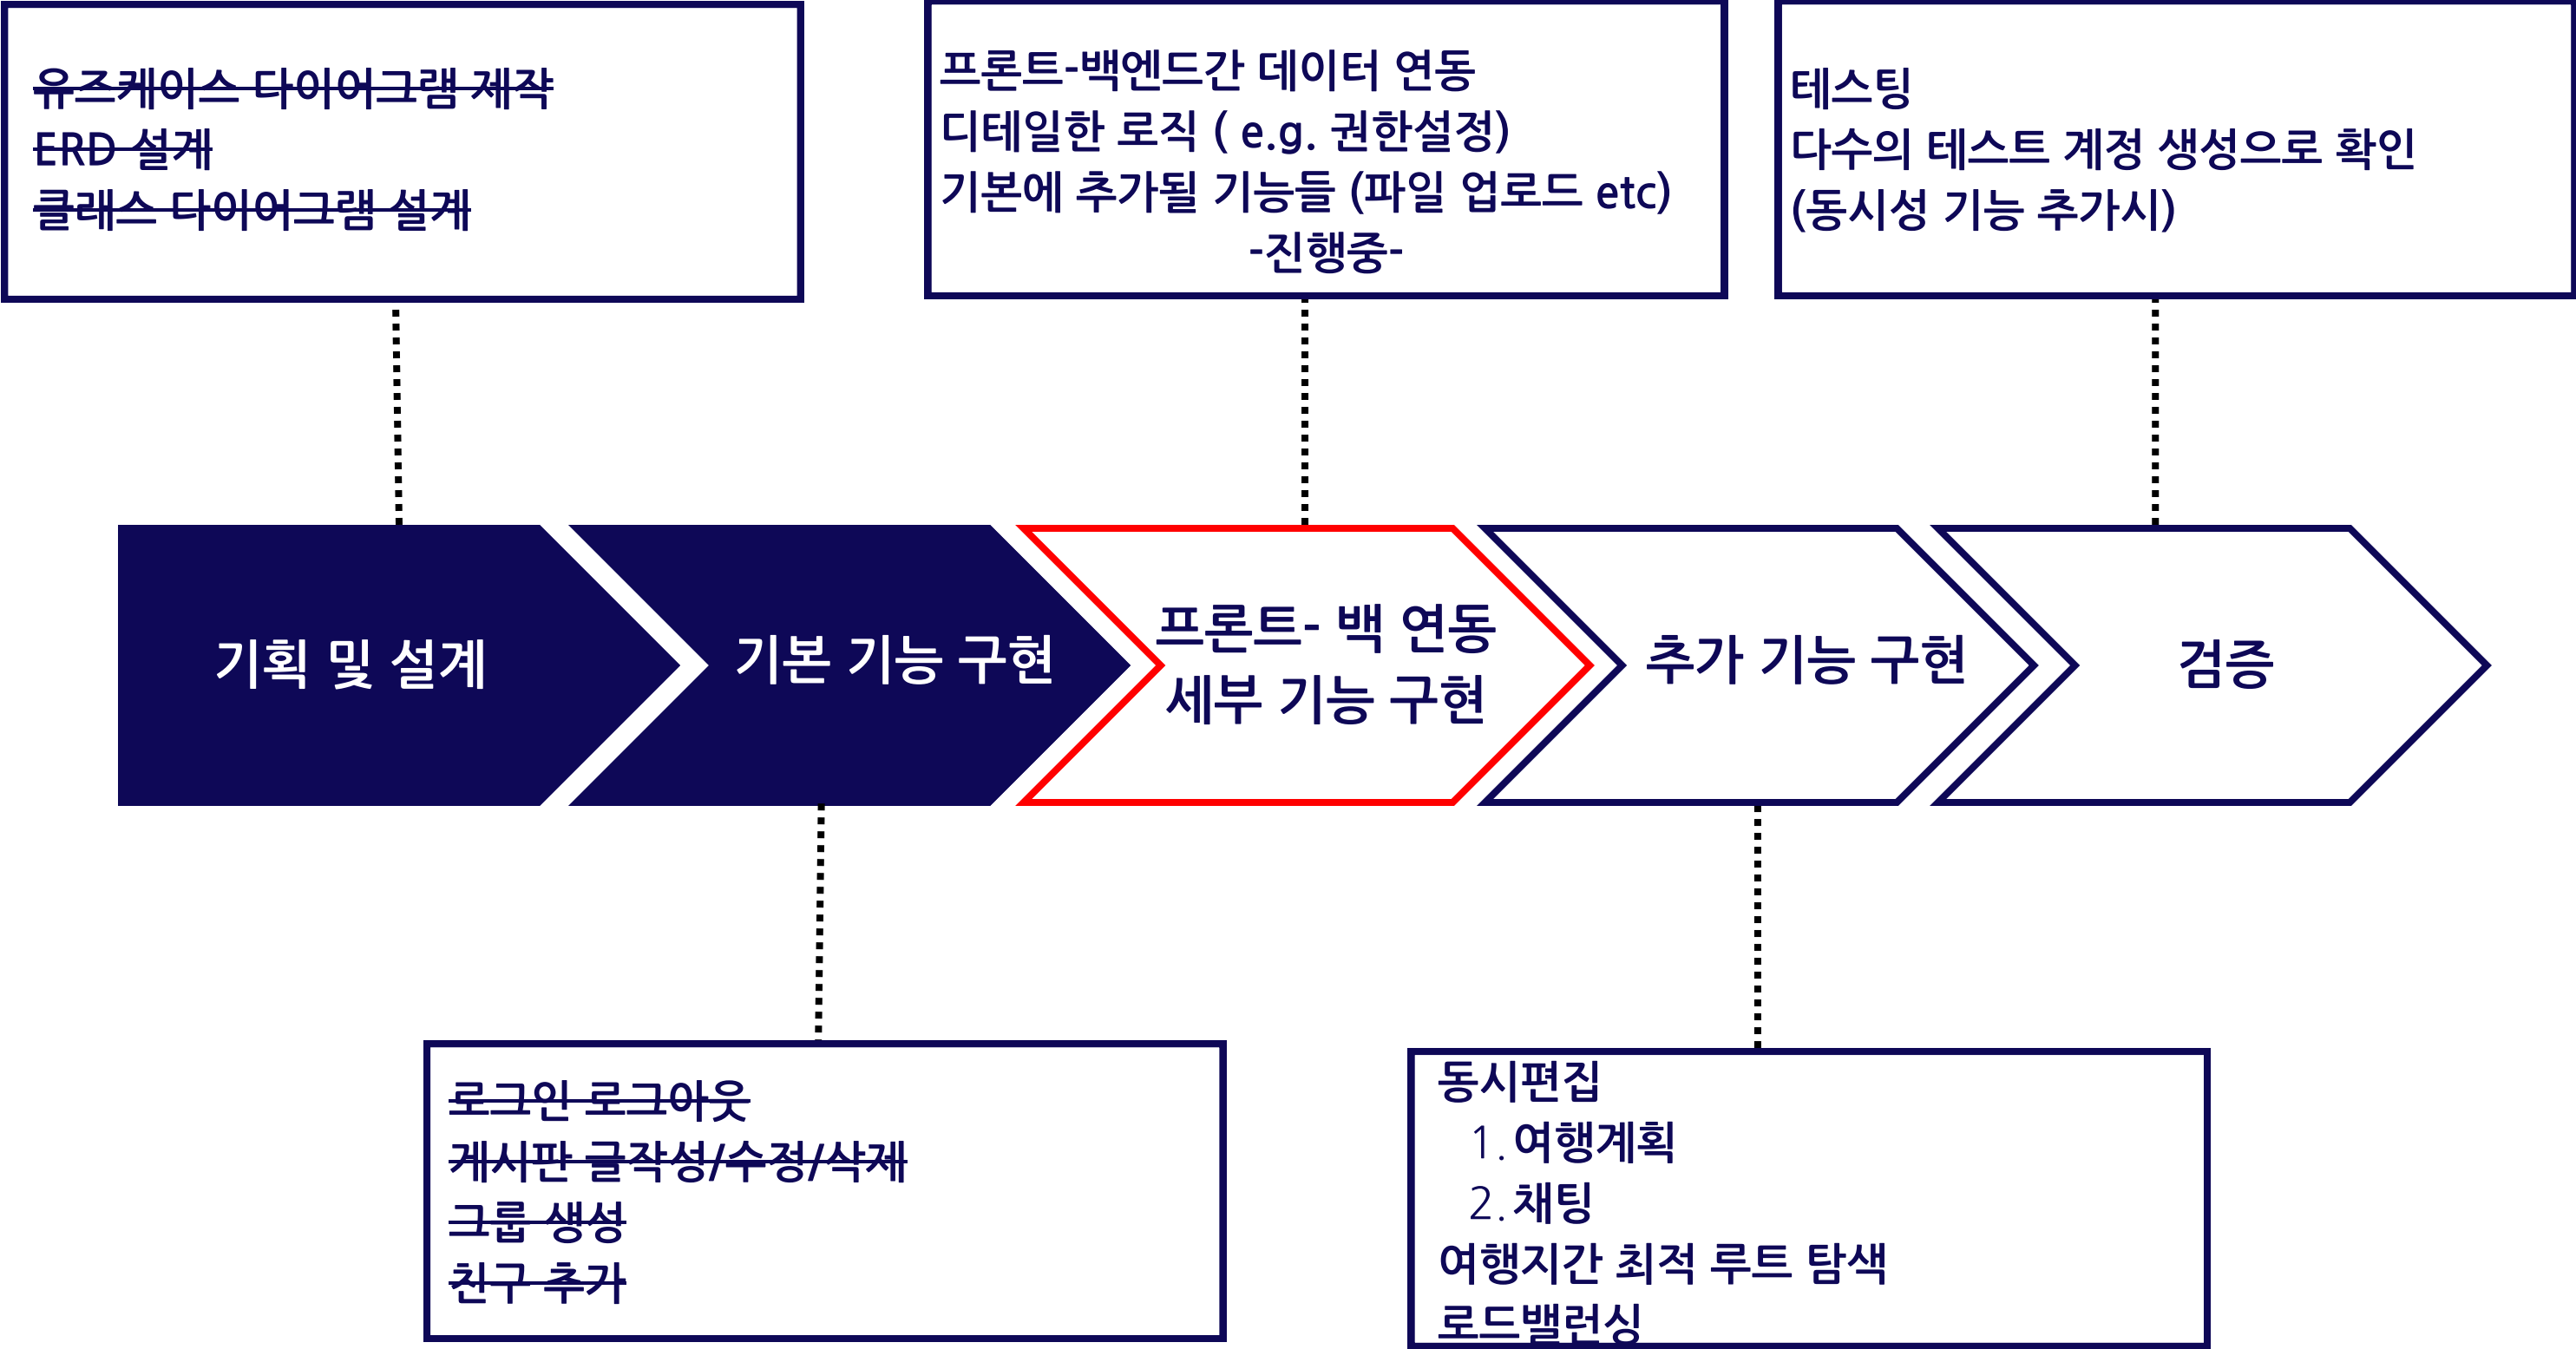 유즈케이스 다이어그램 제작
ERD 설계
클래스 다이어그램 설계
프론트-백엔드간 데이터 연동
디테일한 로직 ( e.g. 권한설정)
기본에 추가될 기능들 (파일 업로드 etc)
-진행중-
테스팅
다수의 테스트 계정 생성으로 확인
(동시성 기능 추가시)
기획 및 설계
기본 기능 구현
프론트- 백 연동
세부 기능 구현
추가 기능 구현
검증
로그인 로그아웃
게시판 글작성/수정/삭제
그룹 생성
친구 추가
동시편집
1. 여행계획
2. 채팅
여행지간 최적 루트 탐색
로드밸런싱